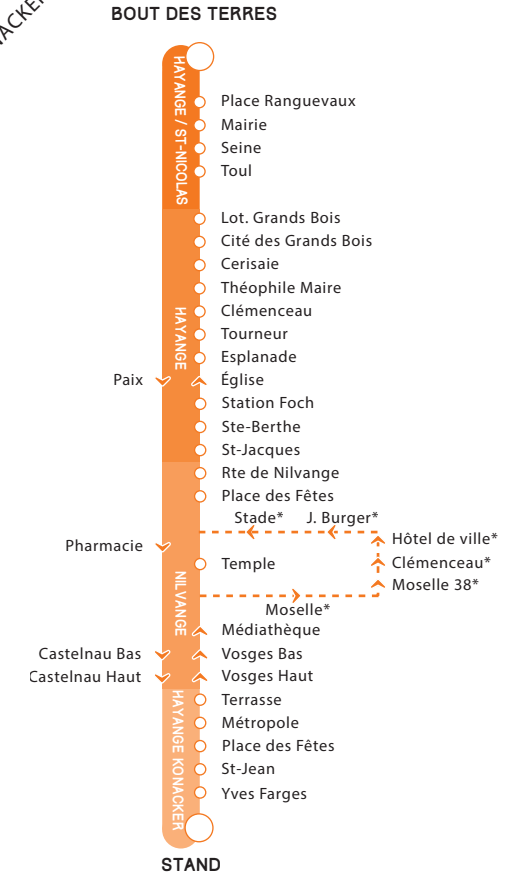 BOUT DES TERRES
HAYANGE / ST-NICOLAS
Place Ranguevaux
Mairie
Seine
Toul
HAYANGE
Lot. Grands Bois
Cité des Grands Bois
Cerisaie
Théophile Maire
Clémenceau
Tourneur
Esplanade
Paix
Église
Station Foch
Ste-Berthe
St-Jacques
NILVANGE
Rte de Nilvange
Place des Fêtes
Stade* J. Burger*
Hôtel de ville*
Pharmacie
Temple
Clémenceau*
Moselle 38*
Moselle*
Médiathèque
Castelnau Bas
Vosges Bas
Castelnau Haut
Vosges Haut
HAYANGE KONACKER
Terrasse
Métropole
Place des Fêtes
St-Jean
Yves Farges
STAND